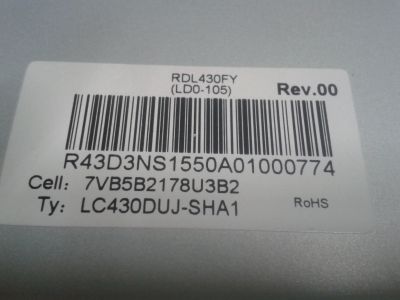 RDL430FY
(LD0-105)
Rev.00
R43D3NS1550A01000774
Cell: 7VB5B2178U3B2
Ty: LC430DUJ-SHA1
RoHS